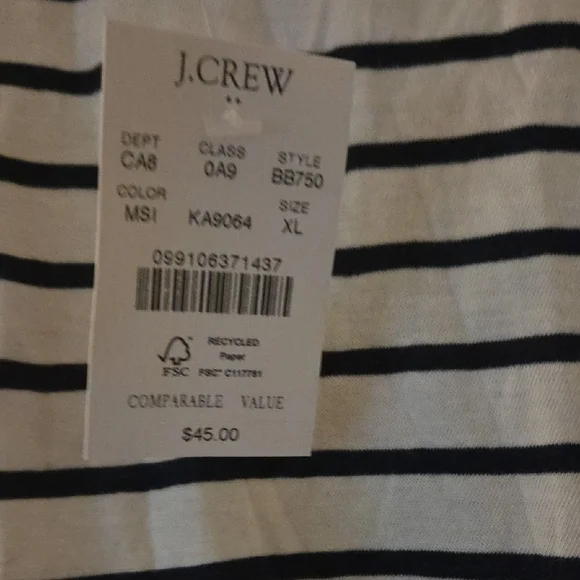 J.CREW
DEPT CLASS STYLE
CA8 0A9 BB750
COLOR SIZE
MSI KA9064 XL
099106371437
RECYCLED
Paper
FSC FSC® C117781
COMPARABLE VALUE
$45.00